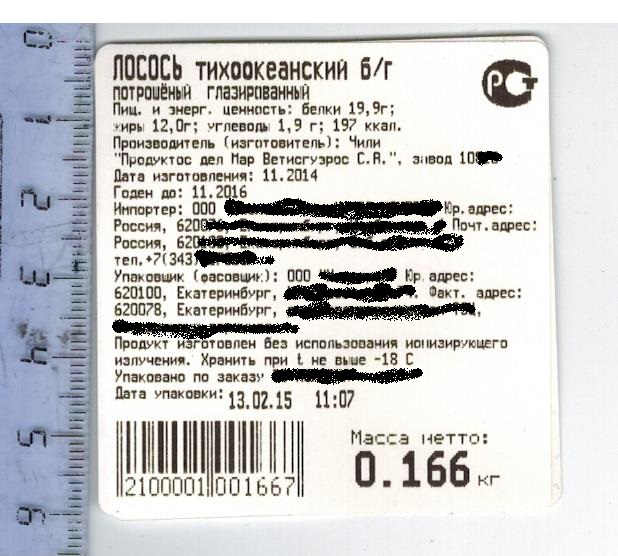 ЛОСОСЬ тихоокеанский б/г
потрошёный глазированный
Пищ. и энерг. ценность: белки 19,9г;
жиры 12,0г; углеводы 1,9 г; 197 ккал.
Производитель (изготовитель): Чили
"Продуктос дел Мар Ветисгуэрос С.А.", завод 10
Дата изготовления: 11.2014
Годен до: 11.2016
Импортер: ООО Юр.адрес:
Россия, 620 Почт.адрес:
Россия, 620
тел.+7(343)
Упаковщик (фасовщик): ООО Юр.адрес:
620100, Екатеринбург, Факт. адрес:
620078, Екатеринбург,
Продукт изготовлен без использования ионизирующего
излучения. Хранить при t не выше -18 С
Упаковано по заказу
Дата упаковки: 13.02.15 11:07
Масса нетто:
0.166 кг
2100001 001667
РСТ
0
1
2
3
4
5
6